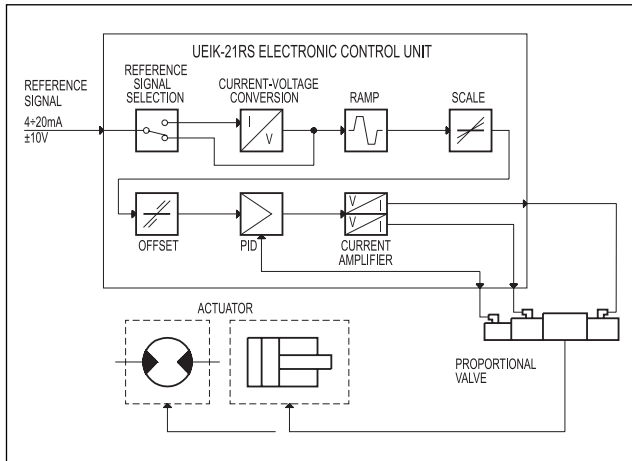 UEIK-21RS ELECTRONIC CONTROL UNIT
REFERENCE
SIGNAL
4÷20mA
±10V
REFERENCE
SIGNAL
SELECTION
CURRENT-VOLTAGE
CONVERSION
RAMP
SCALE
I
V
OFFSET
PID
V
I
V
I
CURRENT
AMPLIFIER
ACTUATOR
PROPORTIONAL
VALVE